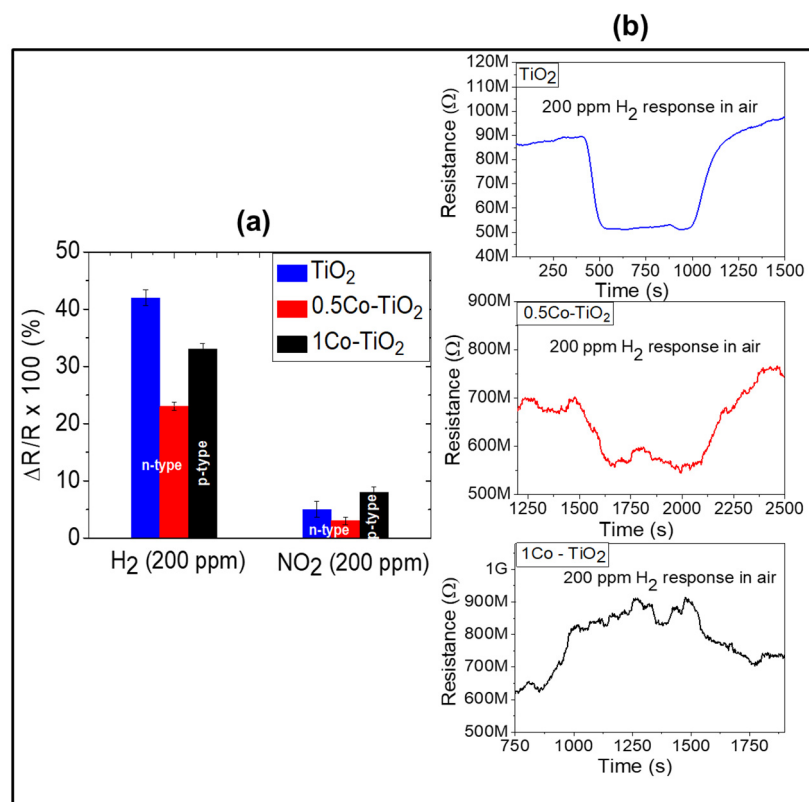 (b)
(a)
50
40
30
20
10
0
ΔR/R x 100 (%)
TiO2
0.5Co-TiO2
1Co-TiO2
n-type
p-type
n-type
p-type
H2 (200 ppm)
NO2 (200 ppm)
TiO2
200 ppm H2 response in air
120M
110M
100M
90M
80M
70M
60M
50M
40M
Resistance (Ω)
250 500 750 1000 1250 1500
Time (s)
0.5Co-TiO2
200 ppm H2 response in air
900M
800M
700M
600M
500M
Resistance (Ω)
1250 1500 1750 2000 2250 2500
Time (s)
1Co - TiO2
200 ppm H2 response in air
1G
900M
800M
700M
600M
500M
Resistance (Ω)
750 1000 1250 1500 1750
Time (s)